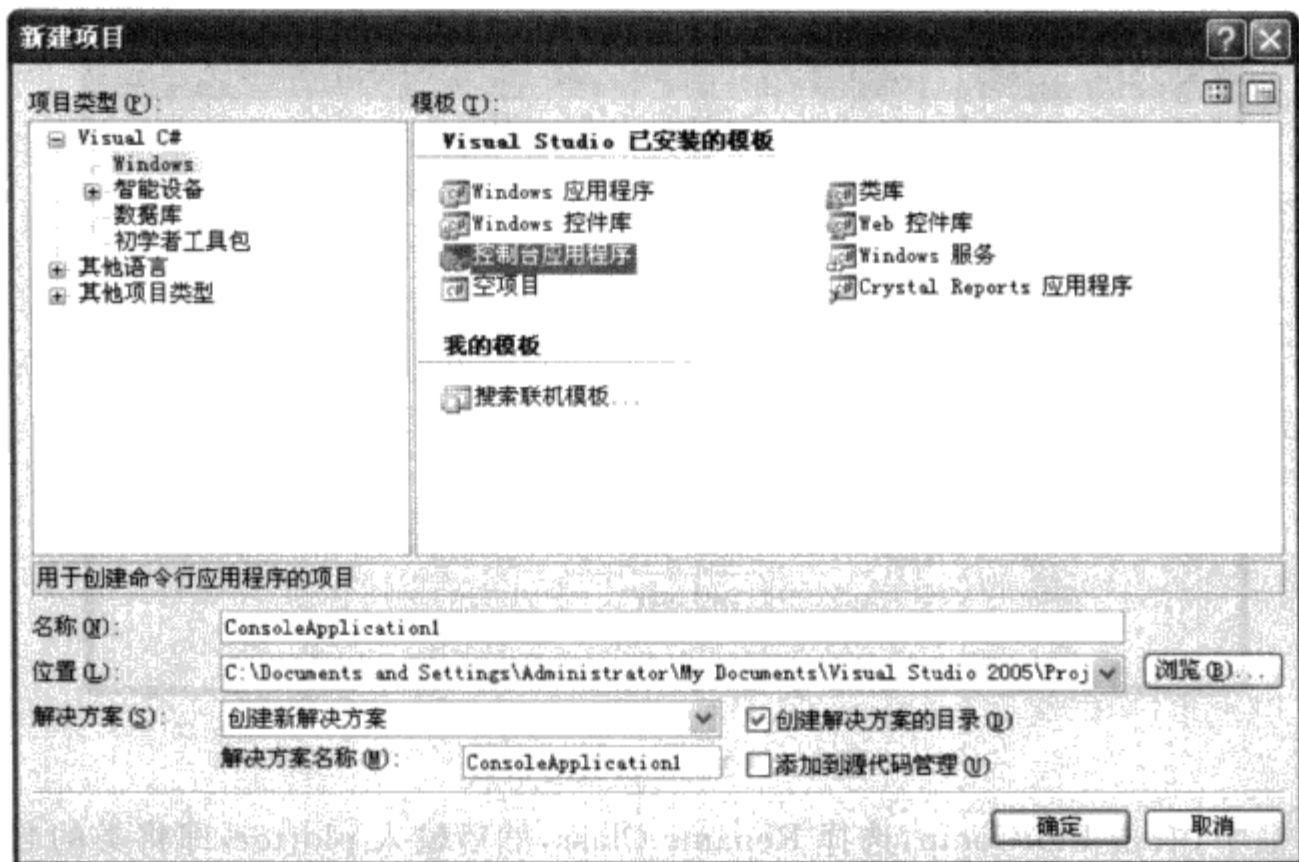 新建项目
项目类型(P):
模板(T):
Visual C#
Windows
智能设备
数据库
初学者工具包
其他语言
其他项目类型
Visual Studio 已安装的模板
Windows 应用程序
Windows 控件库
控制台应用程序
空项目
类库
Web 控件库
Windows 服务
Crystal Reports 应用程序
我的模板
搜索联机模板...
用于创建命令行应用程序的项目
名称(N): ConsoleApplication1
位置(L): C:\Documents and Settings\Administrator\My Documents\Visual Studio 2005\Proj 浏览(B)...
解决方案(S): 创建新解决方案 创建解决方案的目录(D)
解决方案名称(M): ConsoleApplication1 添加到源代码管理(U)
确定 取消